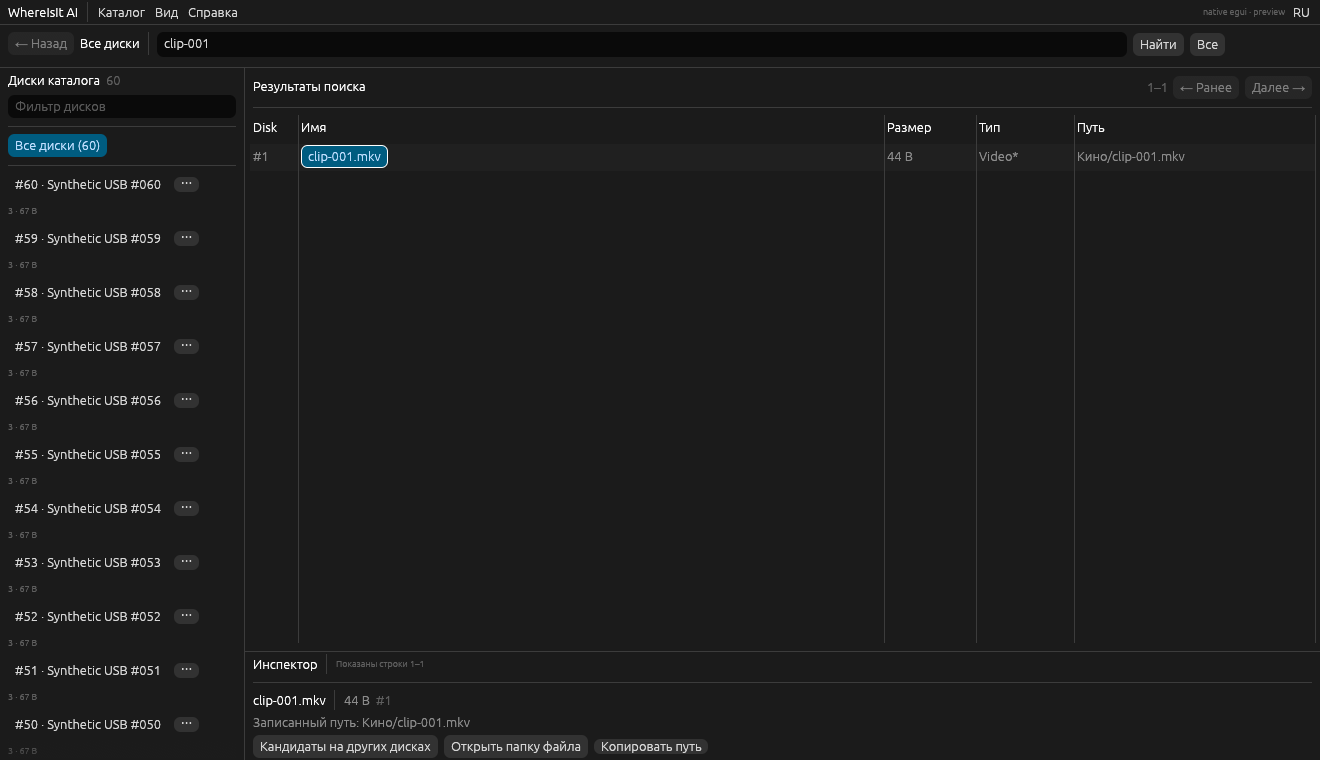 WhereIsIt AI Каталог Вид Справка native egui · preview RU
← Назад Все диски clip-001 Найти Все
Диски каталога 60
Фильтр дисков
Все диски (60)
#60 · Synthetic USB #060 ···
3 · 67 B
#59 · Synthetic USB #059 ···
3 · 67 B
#58 · Synthetic USB #058 ···
3 · 67 B
#57 · Synthetic USB #057 ···
3 · 67 B
#56 · Synthetic USB #056 ···
3 · 67 B
#55 · Synthetic USB #055 ···
3 · 67 B
#54 · Synthetic USB #054 ···
3 · 67 B
#53 · Synthetic USB #053 ···
3 · 67 B
#52 · Synthetic USB #052 ···
3 · 67 B
#51 · Synthetic USB #051 ···
3 · 67 B
#50 · Synthetic USB #050 ···
3 · 67 B
Результаты поиска 1–1 ← Ранее Далее →
Disk Имя Размер Тип Путь
#1 clip-001.mkv 44 B Video* Кино/clip-001.mkv
Инспектор Показаны строки 1–1
clip-001.mkv 44 B #1
Записанный путь: Кино/clip-001.mkv
Кандидаты на других дисках Открыть папку файла Копировать путь